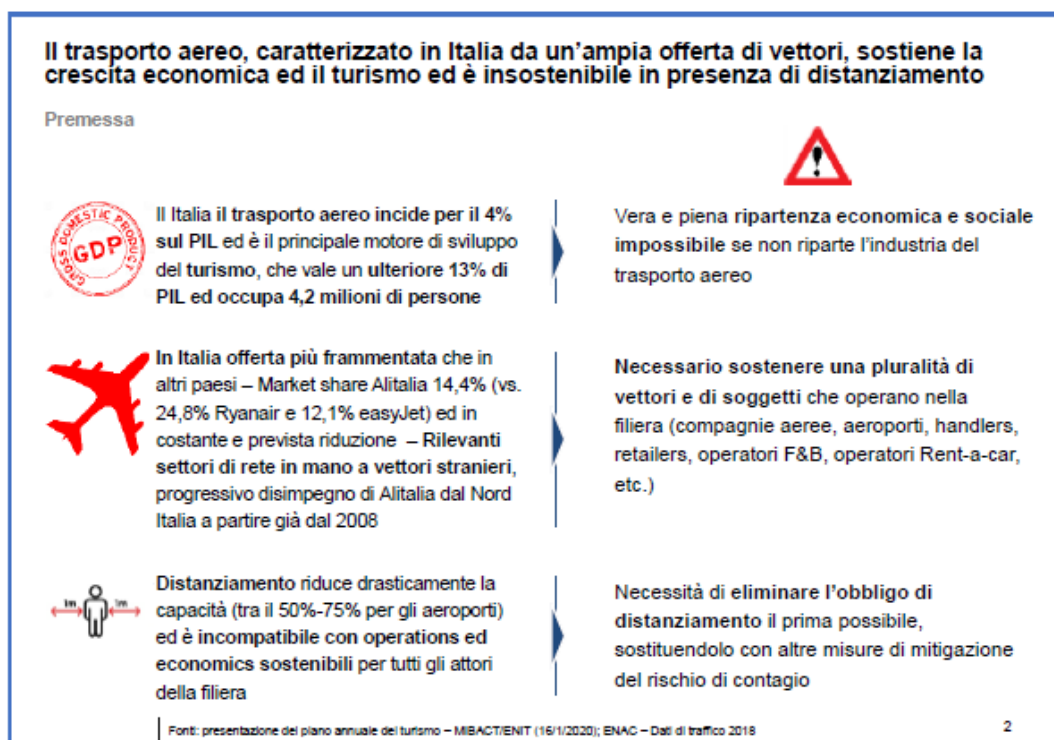 Il trasporto aereo, caratterizzato in Italia da un'ampia offerta di vettori, sostiene la
crescita economica ed il turismo ed è insostenibile in presenza di distanziamento
Premessa
GROSS DOMESTIC PRODUCT
GDP
Il Italia il trasporto aereo incide per il 4%
sul PIL ed è il principale motore di sviluppo
del turismo, che vale un ulteriore 13% di
PIL ed occupa 4,2 milioni di persone
Vera e piena ripartenza economica e sociale
impossibile se non riparte l'industria del
trasporto aereo
In Italia offerta più frammentata che in
altri paesi – Market share Alitalia 14,4% (vs.
24,8% Ryanair e 12,1% easyJet) ed in
costante e prevista riduzione – Rilevanti
settori di rete in mano a vettori stranieri,
progressivo disimpegno di Alitalia dal Nord
Italia a partire già dal 2008
Necessario sostenere una pluralità di
vettori e di soggetti che operano nella
filiera (compagnie aeree, aeroporti, handlers,
retailers, operatori F&B, operatori Rent-a-car,
etc.)
1m 1m
Distanziamento riduce drasticamente la
capacità (tra il 50%-75% per gli aeroporti)
ed è incompatibile con operations ed
economics sostenibili per tutti gli attori
della filiera
Necessità di eliminare l'obbligo di
distanziamento il prima possibile,
sostituendolo con altre misure di mitigazione
del rischio di contagio
Fonti: presentazione del piano annuale del turismo – MIBACT/ENIT (16/1/2020); ENAC – Dati di traffico 2018
2